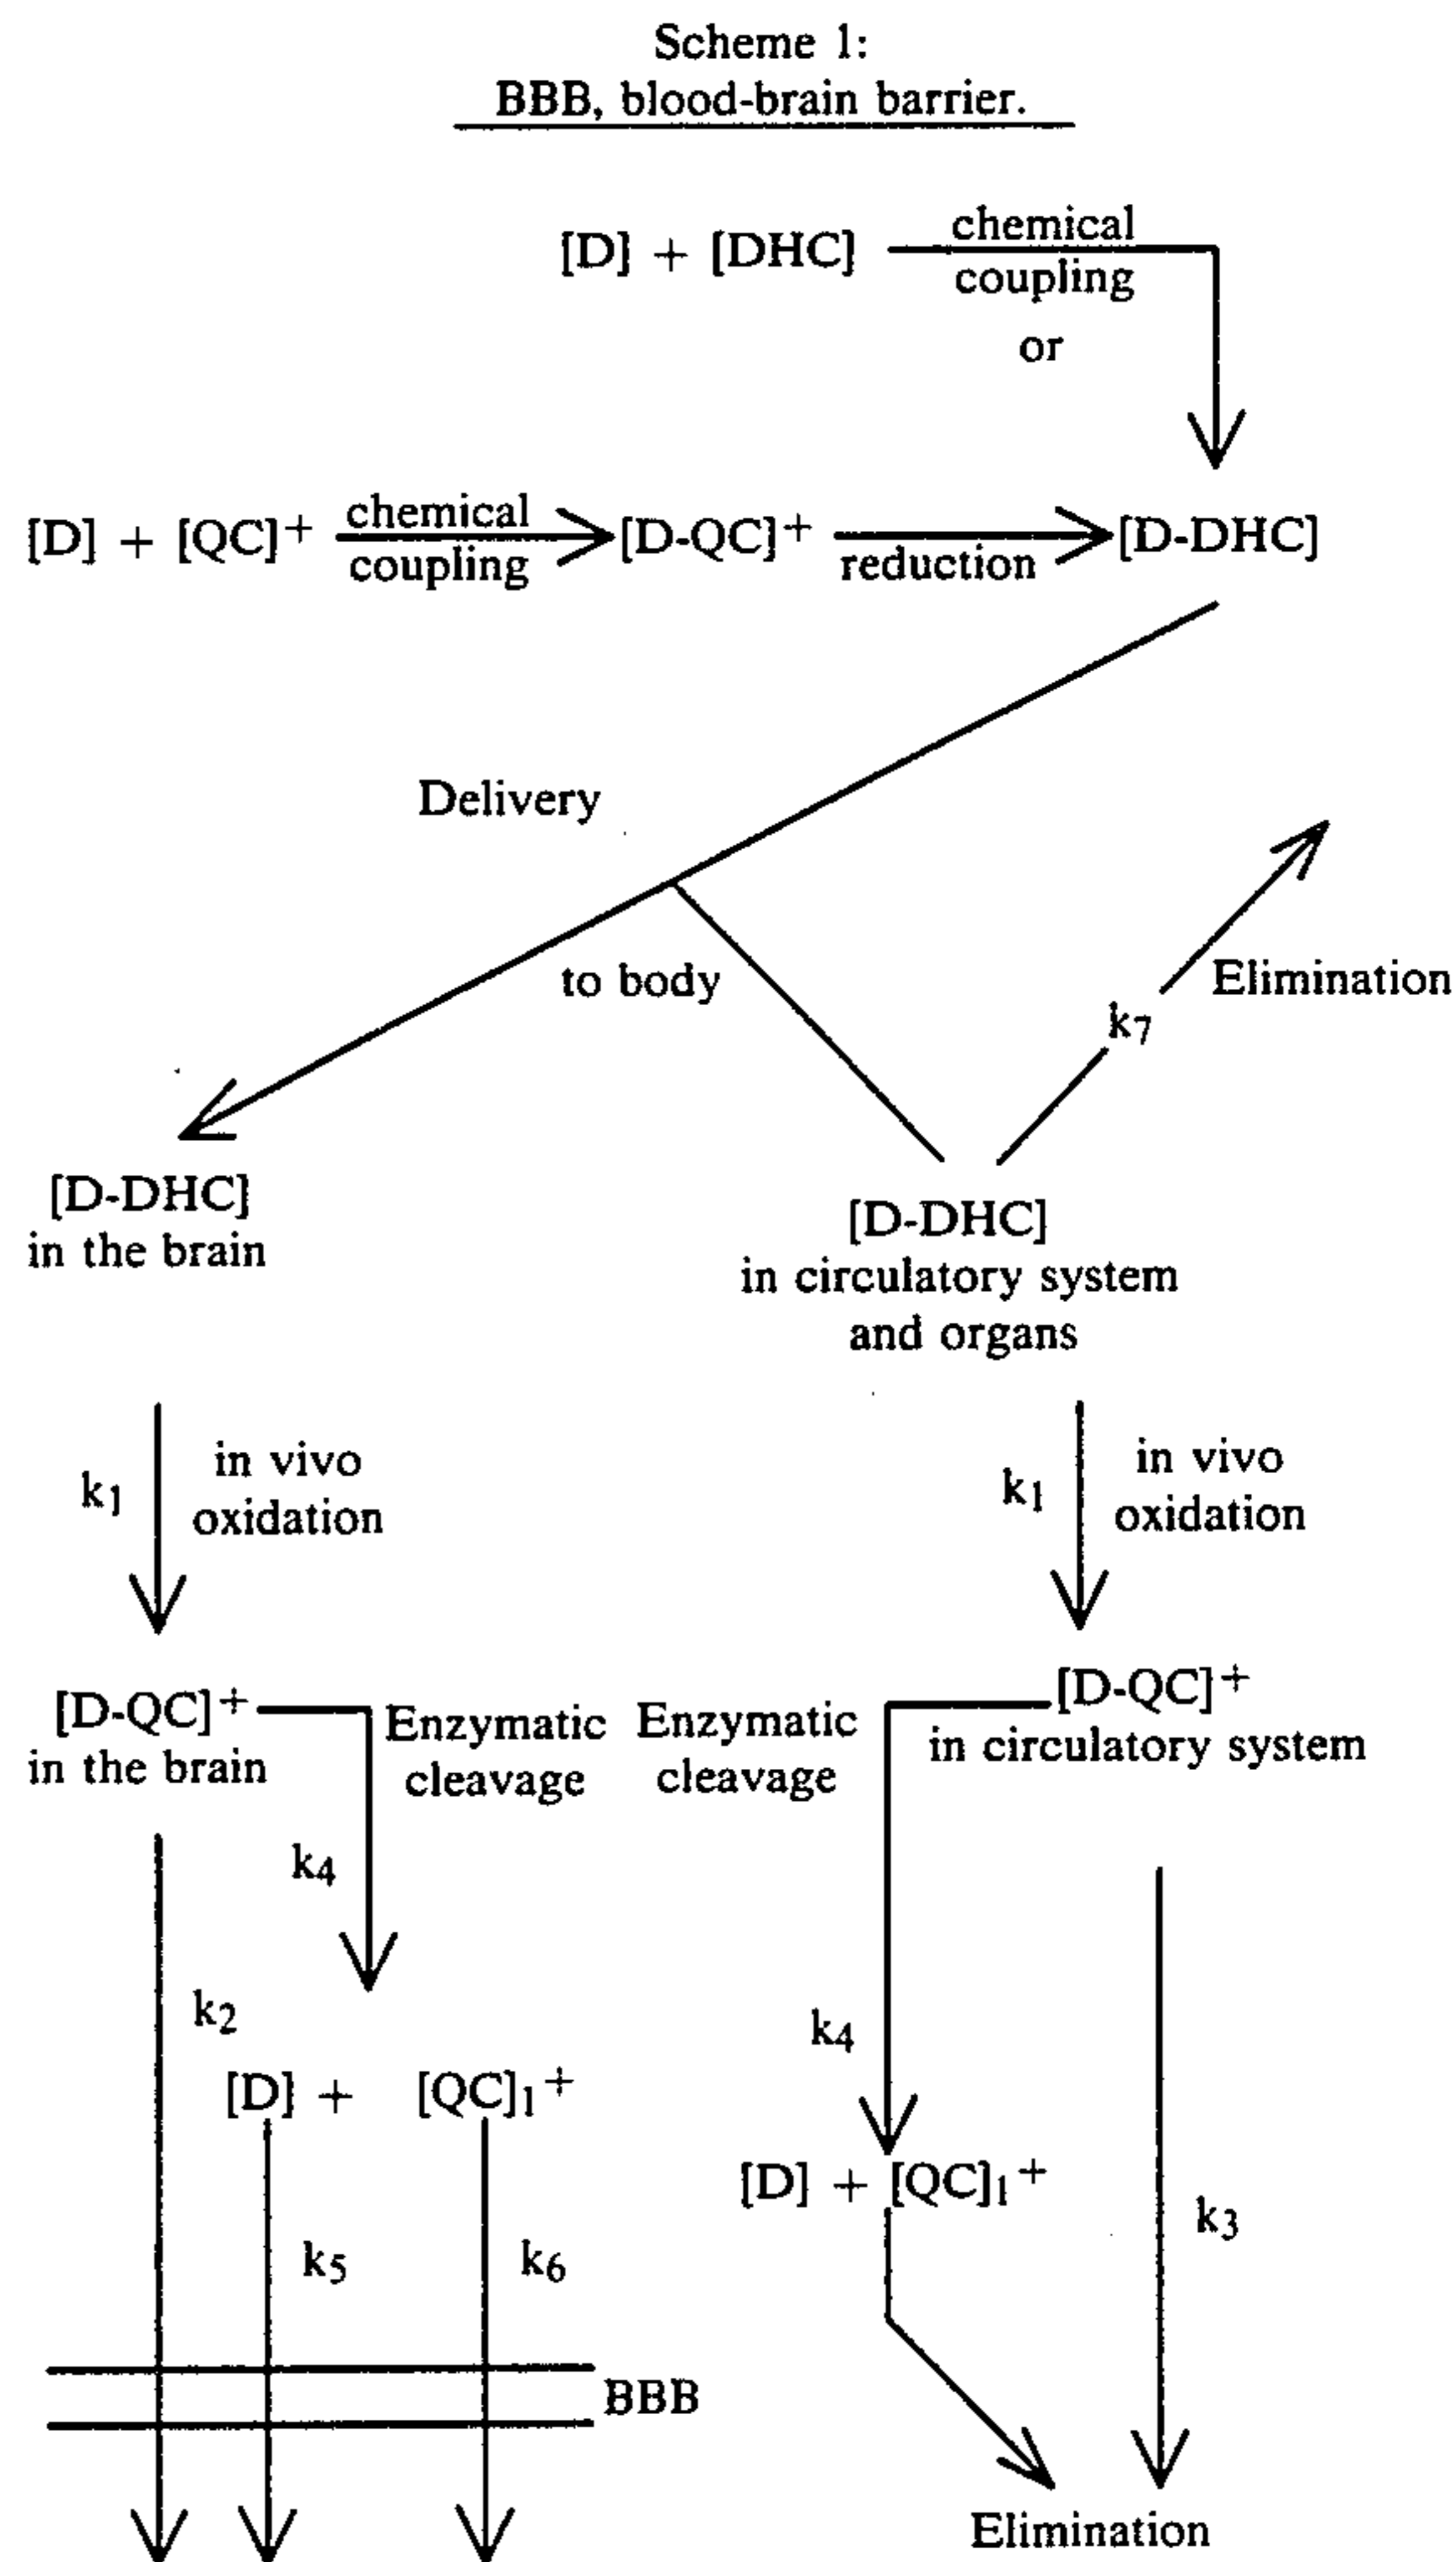 Scheme 1:
BBB, blood-brain barrier.
[D] + [DHC] chemical coupling
or
[D] + [QC]+ chemical coupling [D-QC]+ reduction [D-DHC]
Delivery
to body
Elimination
k7
[D-DHC]
in the brain
[D-DHC]
in circulatory system
and organs
k1 in vivo
oxidation
k1 in vivo
oxidation
[D-QC]+
in the brain
Enzymatic
cleavage
Enzymatic
cleavage
[D-QC]+
in circulatory system
k4
k2
k4
[D] + [QC]1+
[D] + [QC]1+
k5
k6
k3
BBB
Elimination